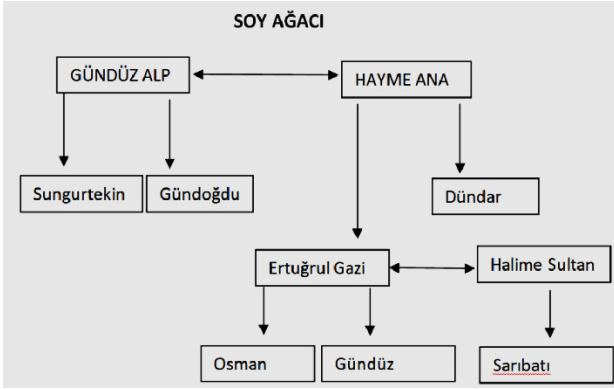 SOY AĞACI
GÜNDÜZ ALP
HAYME ANA
Sungurtekin
Gündoğdu
Dündar
Ertuğrul Gazi
Halime Sultan
Osman
Gündüz
Sarıbatı